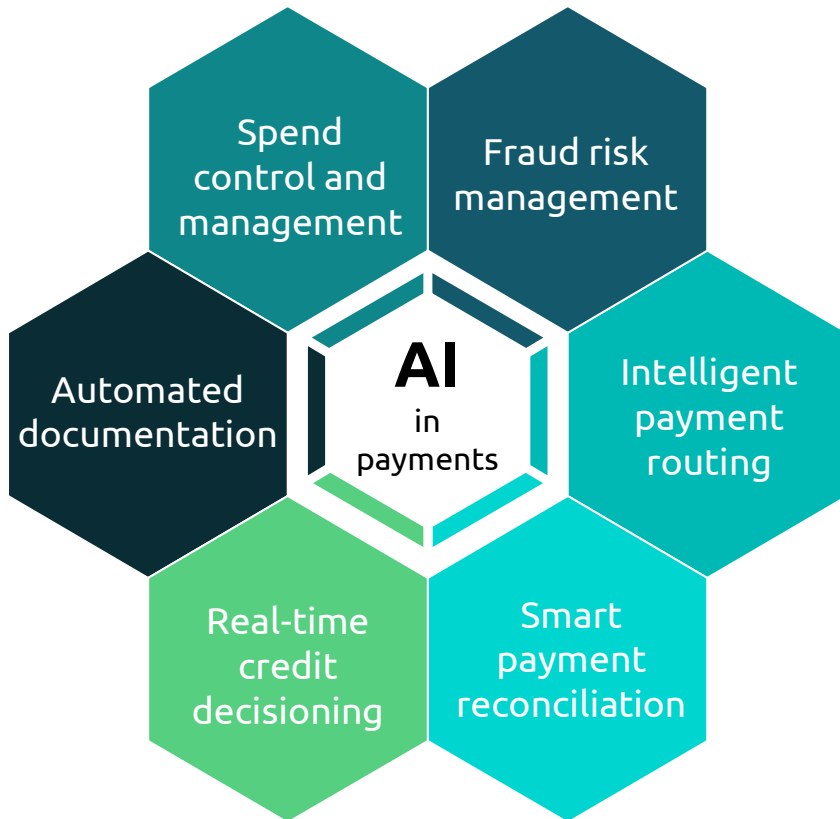 Spend
control and
management
Fraud risk
management
Automated
documentation
AI
in
payments
Intelligent
payment
routing
Real-time
credit
decisioning
Smart
payment
reconciliation